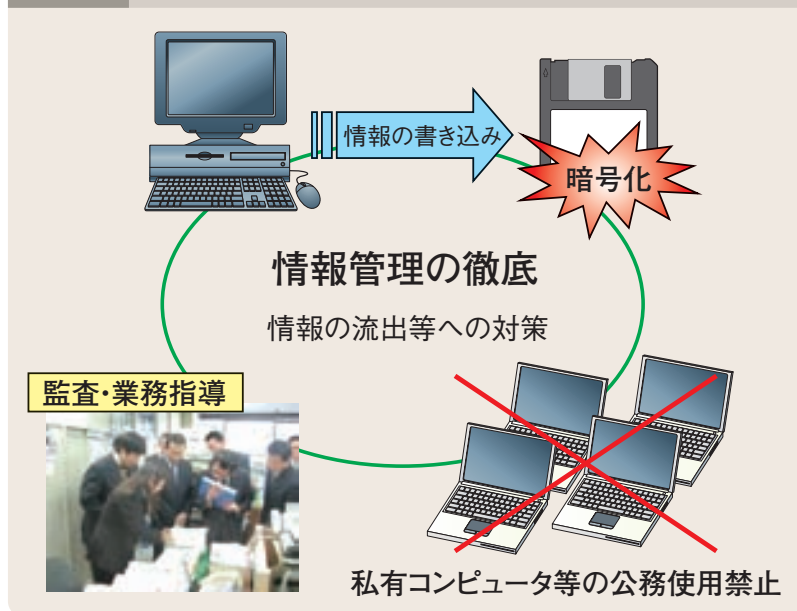 情報の書き込み
暗号化
情報管理の徹底
情報の流出等への対策
監査・業務指導
私有コンピュータ等の公務使用禁止